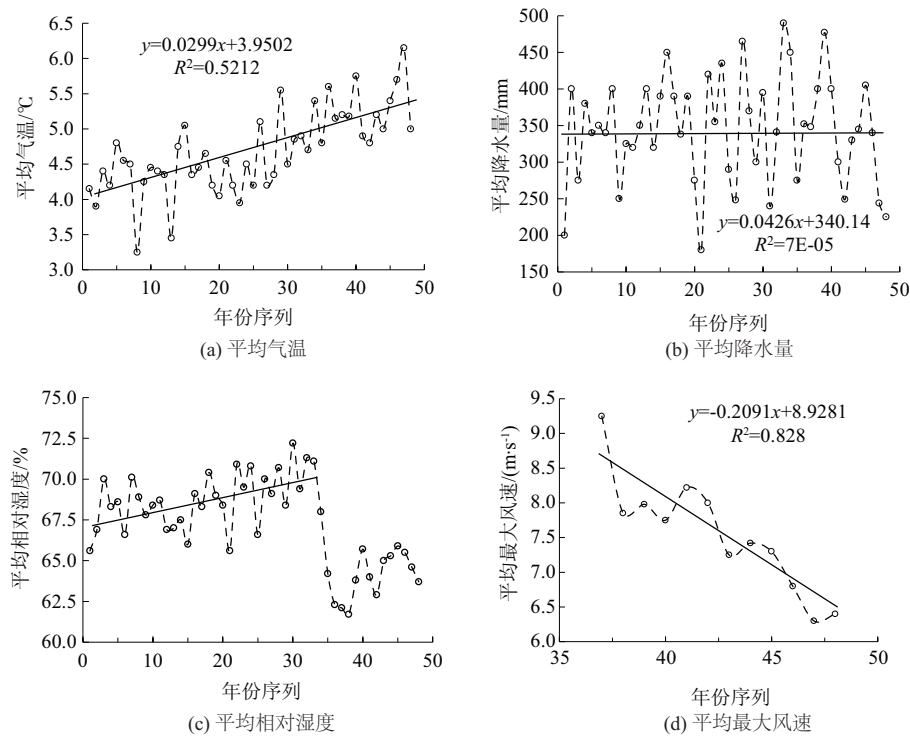 6.5
6.0
5.5
5.0
4.5
4.0
3.5
3.0
平均气温/℃
y=0.0299x+3.9502
R²=0.5212
0 10 20 30 40 50
年份序列
(a) 平均气温
500
450
400
350
300
250
200
150
平均降水量/mm
y=0.0426x+340.14
R²=7E-05
0 10 20 30 40 50
年份序列
(b) 平均降水量
75.0
72.5
70.0
67.5
65.0
62.5
60.0
平均相对湿度/%
0 10 20 30 40 50
年份序列
(c) 平均相对湿度
9.5
9.0
8.5
8.0
7.5
7.0
6.5
6.0
平均最大风速/(m·s⁻¹)
y=-0.2091x+8.9281
R²=0.828
35 40 45 50
年份序列
(d) 平均最大风速